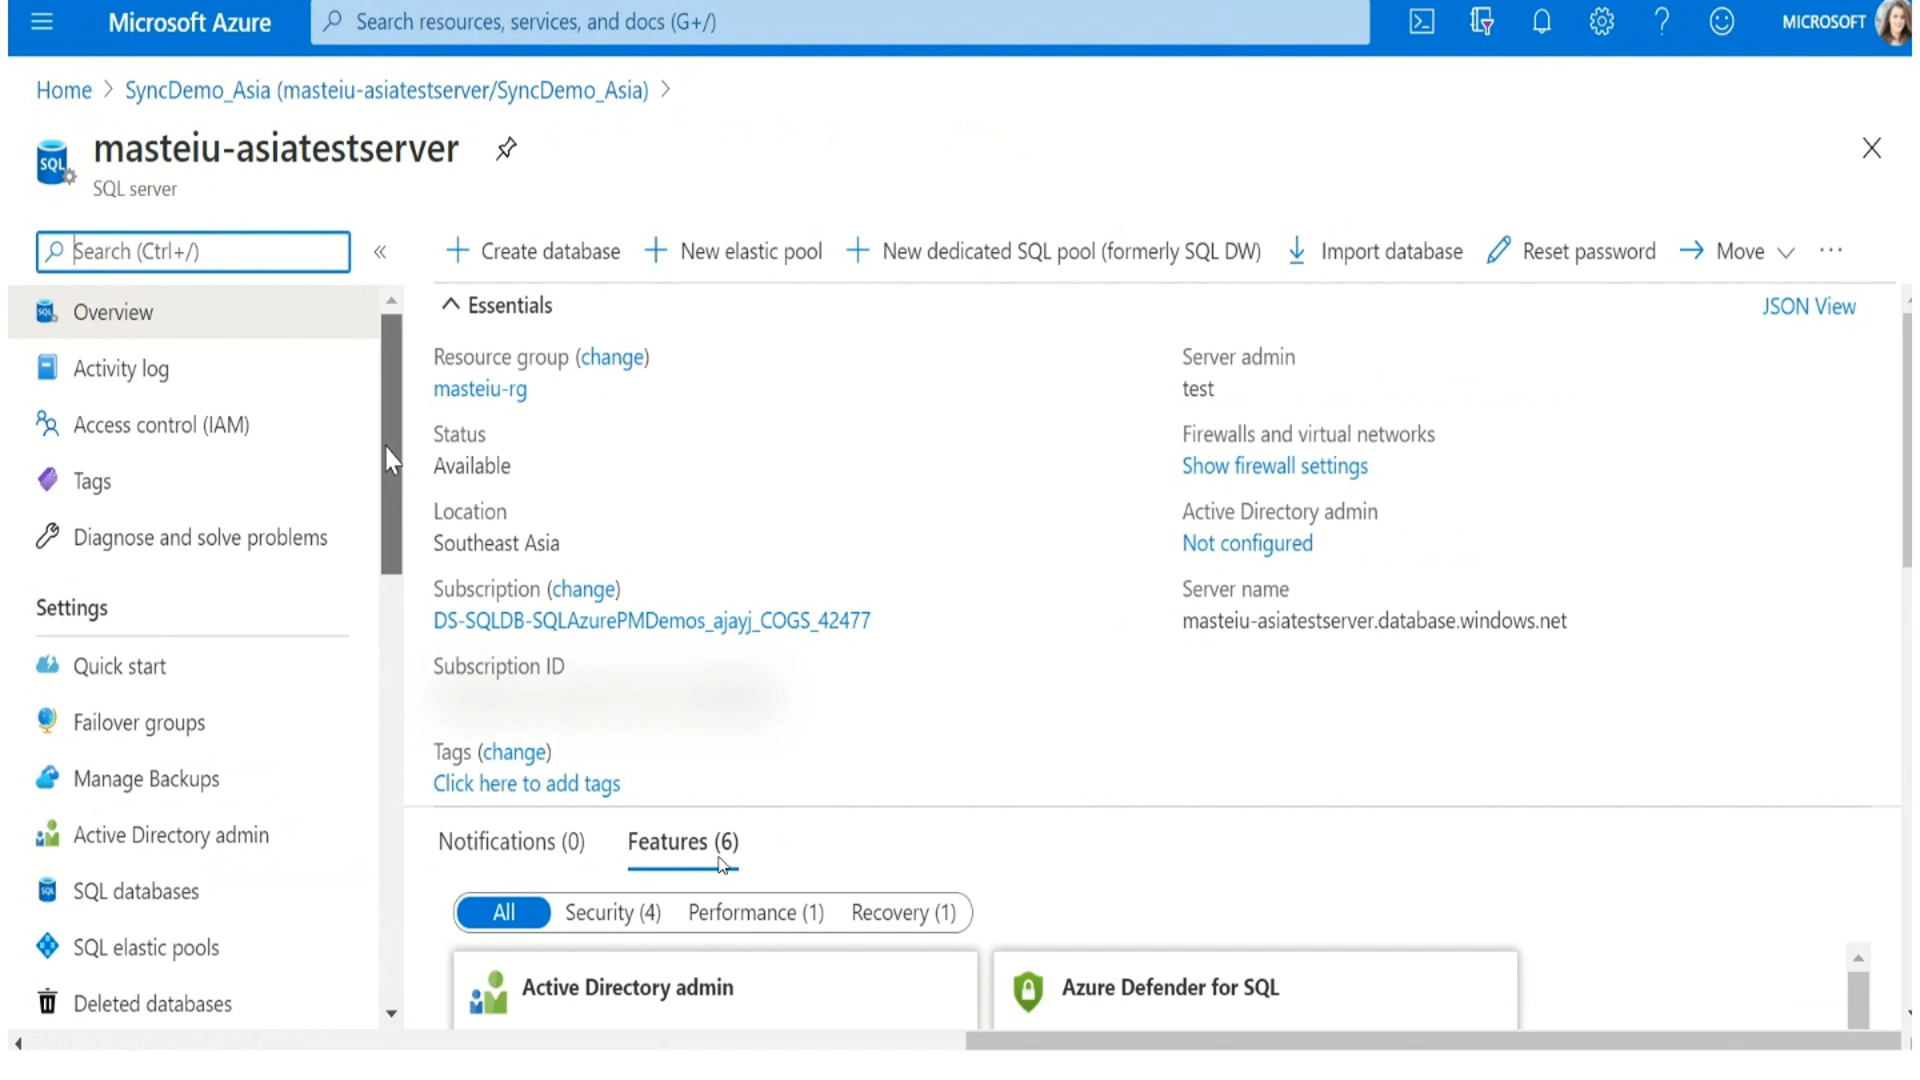 Microsoft Azure
Search resources, services, and docs (G+/)
MICROSOFT
Home > SyncDemo_Asia (masteiu-asiatestserver/SyncDemo_Asia) >
SQL
masteiu-asiatestserver
SQL server
Search (Ctrl+/)
«
Create database
New elastic pool
New dedicated SQL pool (formerly SQL DW)
Import database
Reset password
Move
...
Overview
Activity log
Access control (IAM)
Tags
Diagnose and solve problems
Settings
Quick start
Failover groups
Manage Backups
Active Directory admin
SQL databases
SQL elastic pools
Deleted databases
Essentials
JSON View
Resource group (change)
masteiu-rg
Status
Available
Location
Southeast Asia
Subscription (change)
DS-SQLDB-SQLAzurePMDemos_ajayj_COGS_42477
Subscription ID
Tags (change)
Click here to add tags
Server admin
test
Firewalls and virtual networks
Show firewall settings
Active Directory admin
Not configured
Server name
masteiu-asiatestserver.database.windows.net
Notifications (0)
Features (6)
All
Security (4)
Performance (1)
Recovery (1)
Active Directory admin
Azure Defender for SQL